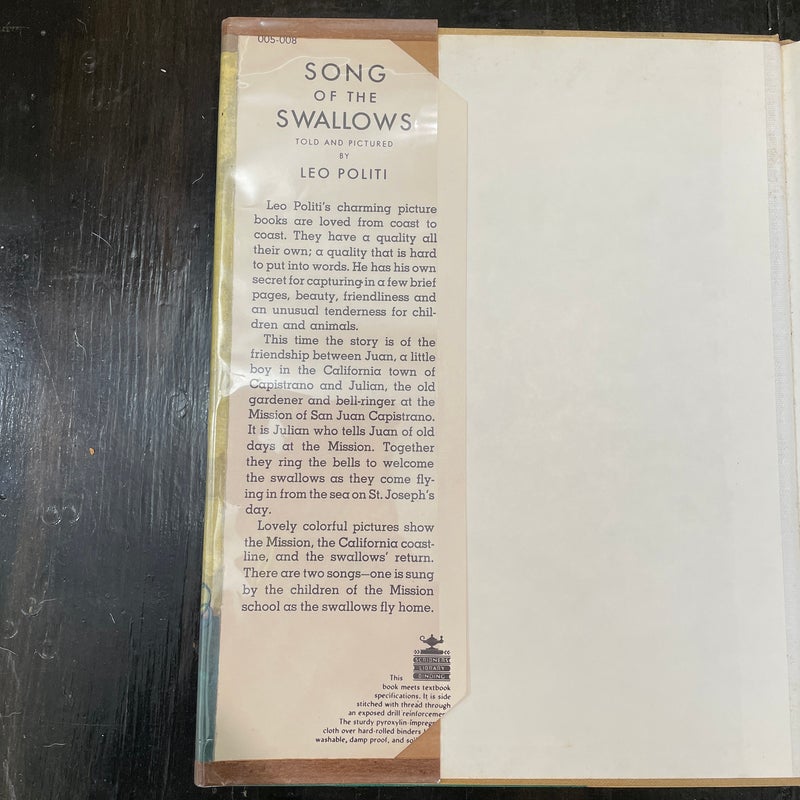 005-008
SONG
OF THE
SWALLOWS
TOLD AND PICTURED
BY
LEO POLITI
Leo Politi's charming picture
books are loved from coast to
coast. They have a quality all
their own; a quality that is hard
to put into words. He has his own
secret for capturing in a few brief
pages, beauty, friendliness and
an unusual tenderness for chil-
dren and animals.
This time the story is of the
friendship between Juan, a little
boy in the California town of
Capistrano and Julian, the old
gardener and bell-ringer at the
Mission of San Juan Capistrano.
It is Julian who tells Juan of old
days at the Mission. Together
they ring the bells to welcome
the swallows as they come fly-
ing in from the sea on St. Joseph's
day.
Lovely colorful pictures show
the Mission, the California coast-
line, and the swallows' return.
There are two songs—one is sung
by the children of the Mission
school as the swallows fly home.
SCRIBNERS
LIBRARY
BINDING
This
book meets textbook
specifications. It is side
stitched with thread through
an exposed drill reinforcemen
The sturdy pyroxylin-impreg
cloth over hard-rolled binders
washable, damp proof, and soi